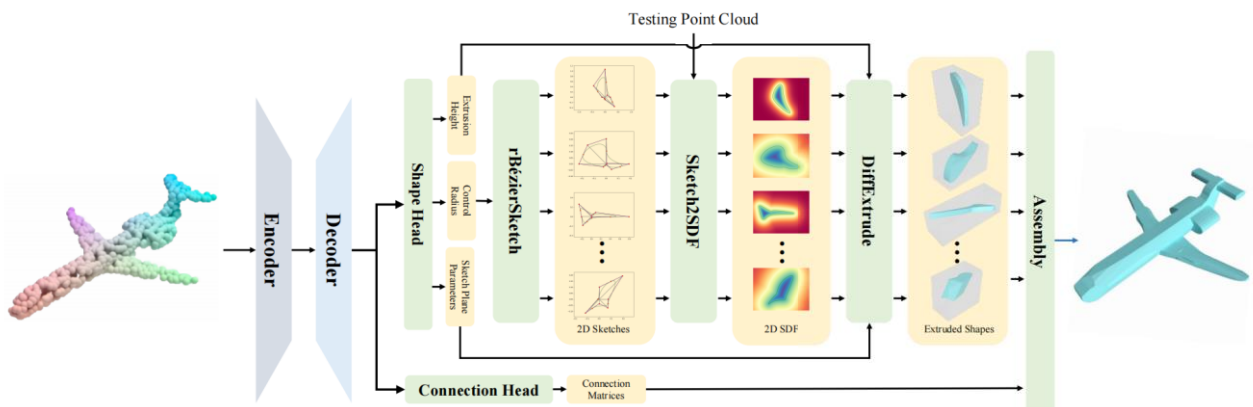 Testing Point Cloud
Encoder
Decoder
Shape Head
Extrusion
Height
Control
Radius
Sketch Plane
Parameters
rBézierSketch
2D Sketches
Sketch2SDF
2D SDF
DiffExtrude
Extruded Shapes
Assembly
Connection Head
Connection
Matrices